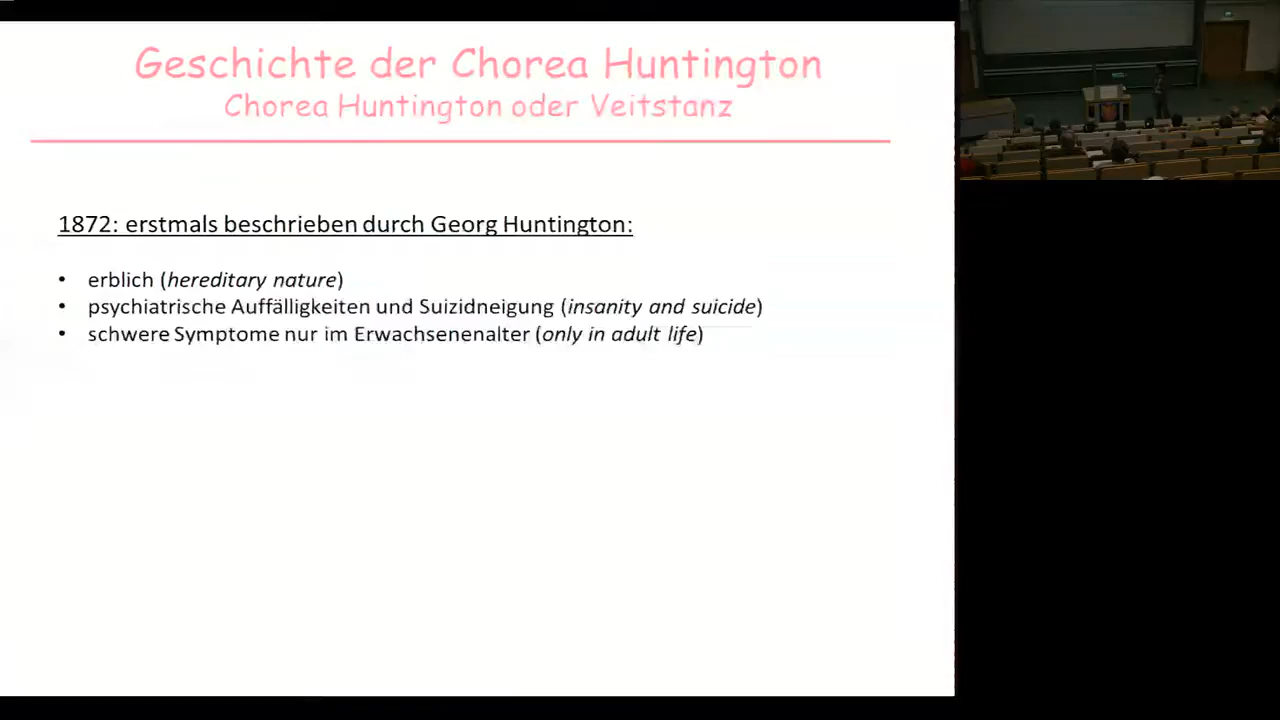 Geschichte der Chorea Huntington
Chorea Huntington oder Veitstanz
1872: erstmals beschrieben durch Georg Huntington:
• erblich (hereditary nature)
• psychiatrische Auffälligkeiten und Suizidneigung (insanity and suicide)
• schwere Symptome nur im Erwachsenenalter (only in adult life)